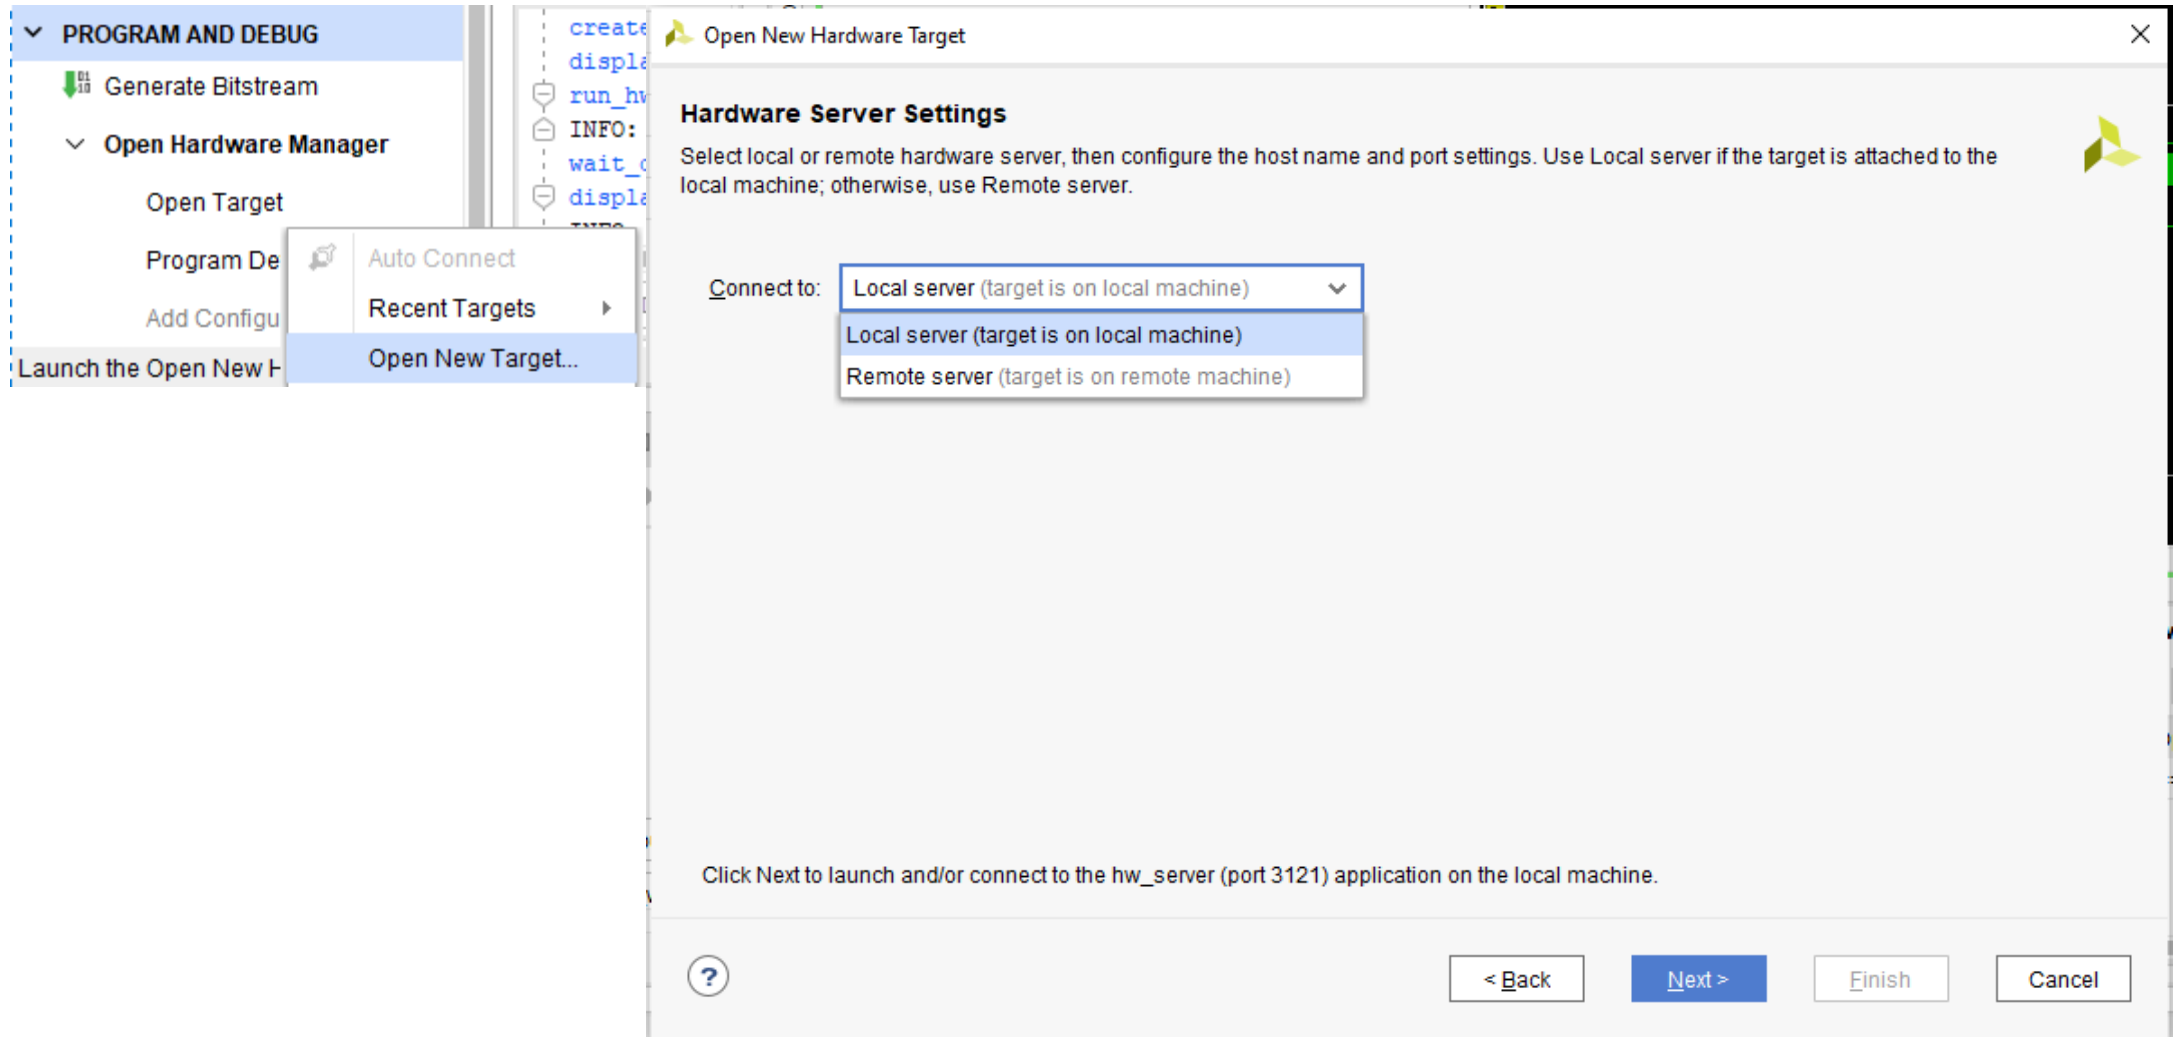 PROGRAM AND DEBUG
Generate Bitstream
Open Hardware Manager
Open Target
Program De
Add Configu
Launch the Open New H
Auto Connect
Recent Targets
Open New Target...
create
displa
run_hw
INFO:
wait_o
displa
Open New Hardware Target
Hardware Server Settings
Select local or remote hardware server, then configure the host name and port settings. Use Local server if the target is attached to the
local machine; otherwise, use Remote server.
Connect to: Local server (target is on local machine)
Local server (target is on local machine)
Remote server (target is on remote machine)
Click Next to launch and/or connect to the hw_server (port 3121) application on the local machine.
?
< Back
Next >
Finish
Cancel